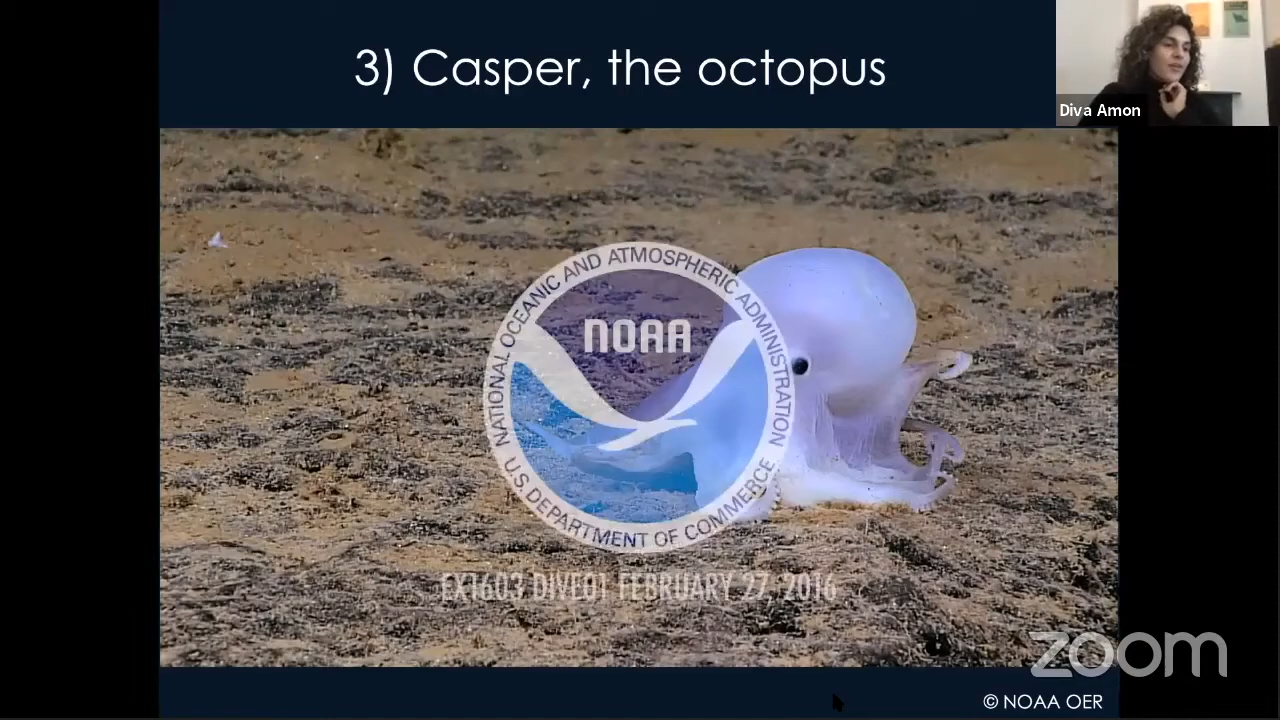 3) Casper, the octopus
Diva Amon
NATIONAL OCEANIC AND ATMOSPHERIC ADMINISTRATION
NOAA
U.S. DEPARTMENT OF COMMERCE
EX1603 DIVE01 FEBRUARY 27, 2016
zoom
© NOAA OER